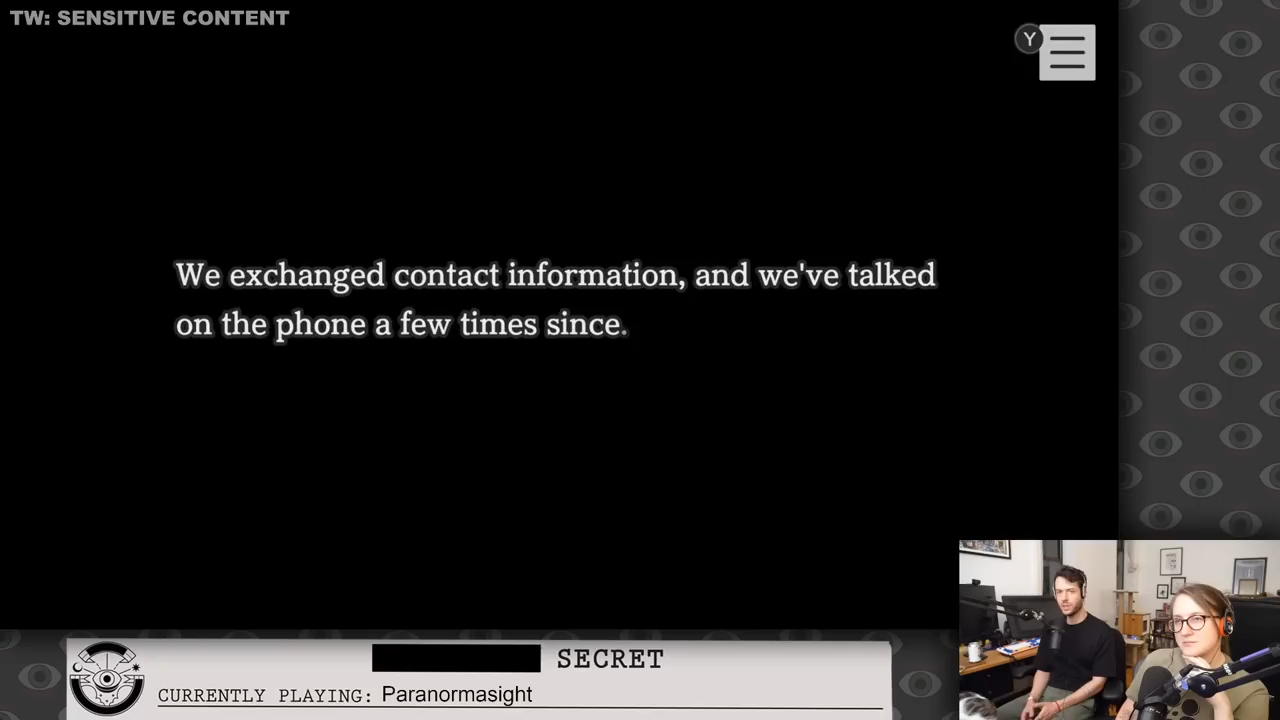 TW: SENSITIVE CONTENT
Y
We exchanged contact information, and we've talked
on the phone a few times since.
SECRET
CURRENTLY PLAYING: Paranormasight